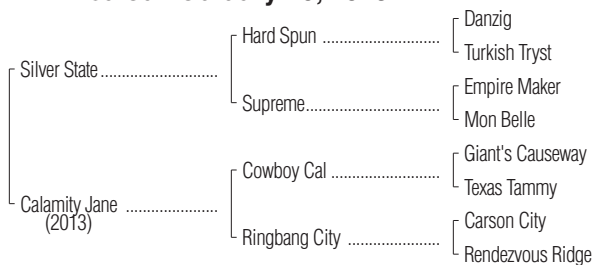 Danzig
Hard Spun ..............................
Turkish Tryst
Silver State ..............................
Empire Maker
Supreme ..............................
Mon Belle
Giant's Causeway
Cowboy Cal ..............................
Texas Tammy
Calamity Jane ..............................
(2013)
Carson City
Ringbang City ..............................
Rendezvous Ridge